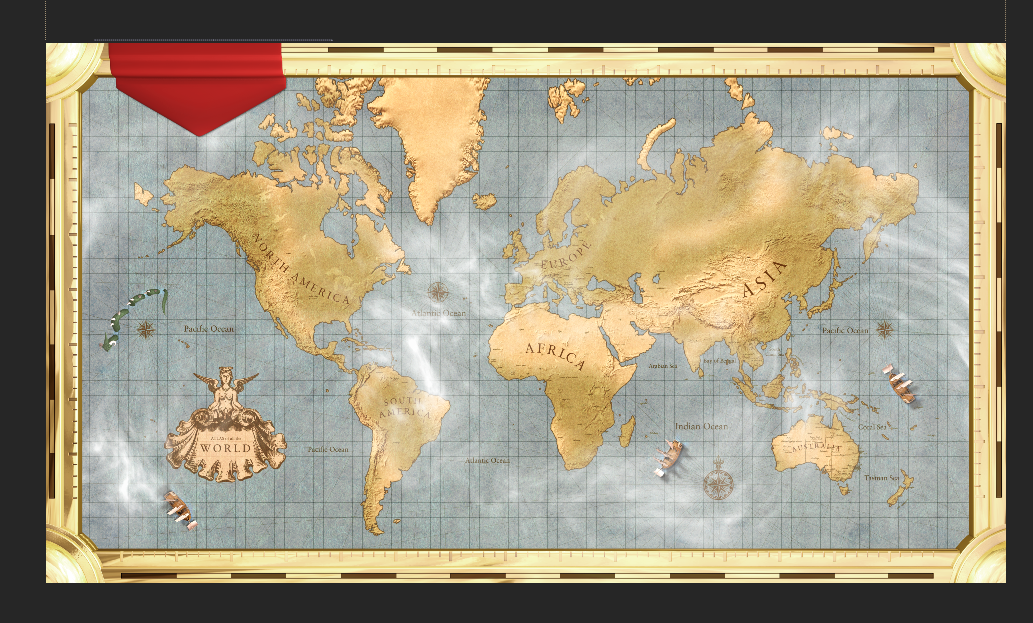 NORTH AMERICA
EUROPE
ASIA
Atlantic Ocean
Pacific Ocean
Pacific Ocean
AFRICA
Bay of Bengal
Arabian Sea
SOUTH
AMERICA
Indian Ocean
Coral Sea
WORLD
AUSTRALIA
Pacific Ocean
Atlantic Ocean
Tasman Sea